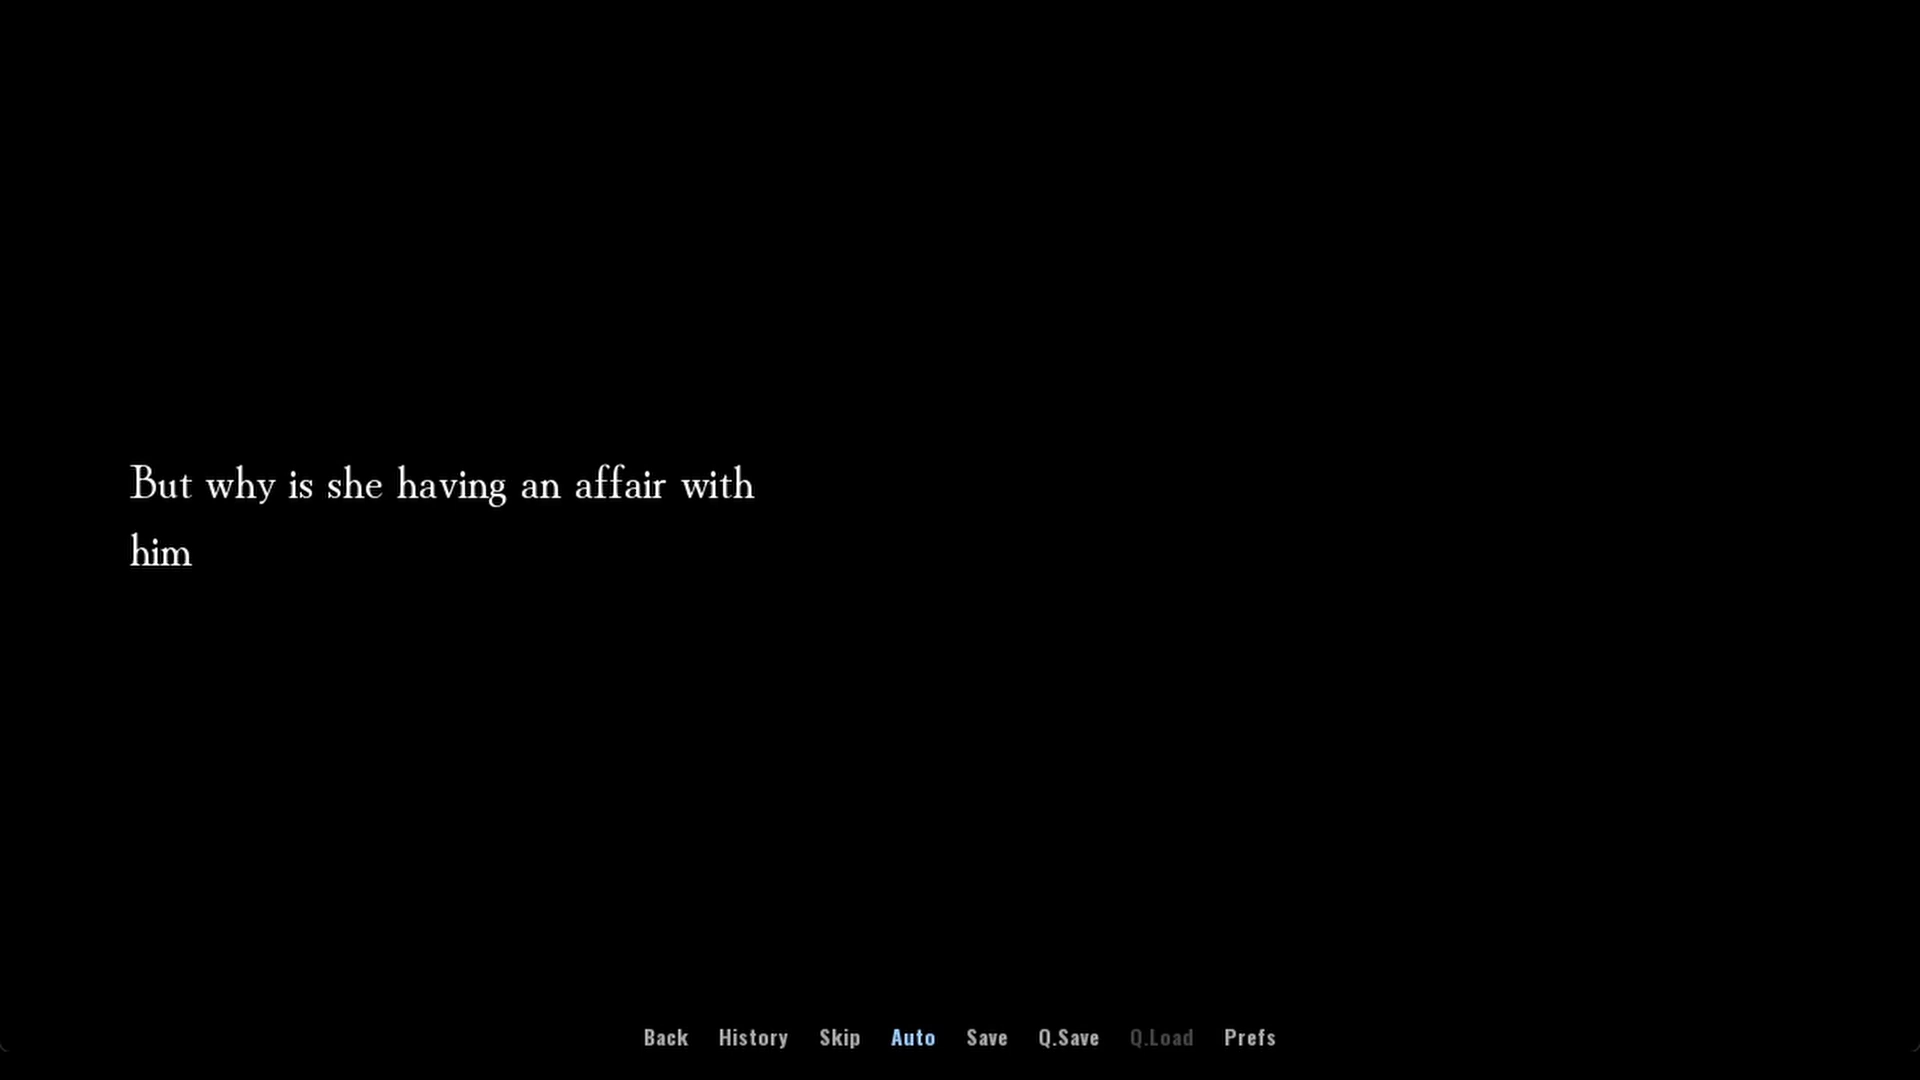 But why is she having an affair with
him
Back History Skip Auto Save Q.Save Q.Load Prefs